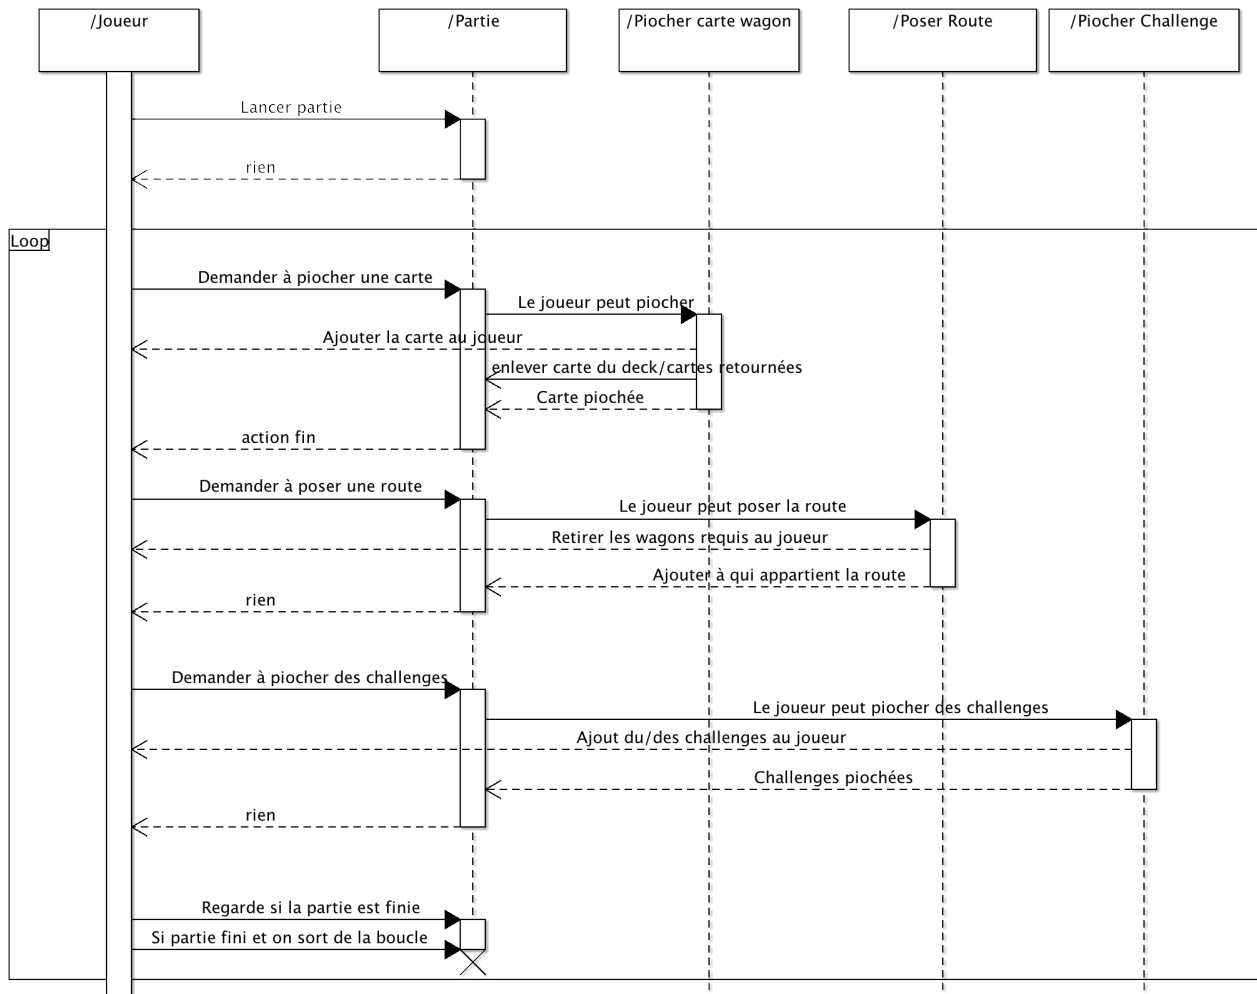 /Joueur
/Partie
/Piocher carte wagon
/Poser Route
/Piocher Challenge
Lancer partie
rien
Loop
Demander à piocher une carte
Le joueur peut piocher
Ajouter la carte au joueur
enlever carte du deck/cartes retournées
Carte piochée
action fin
Demander à poser une route
Le joueur peut poser la route
Retirer les wagons requis au joueur
Ajouter à qui appartient la route
rien
Demander à piocher des challenges
Le joueur peut piocher des challenges
Ajout du/des challenges au joueur
Challenges piochées
rien
Regarde si la partie est finie
Si partie fini et on sort de la boucle